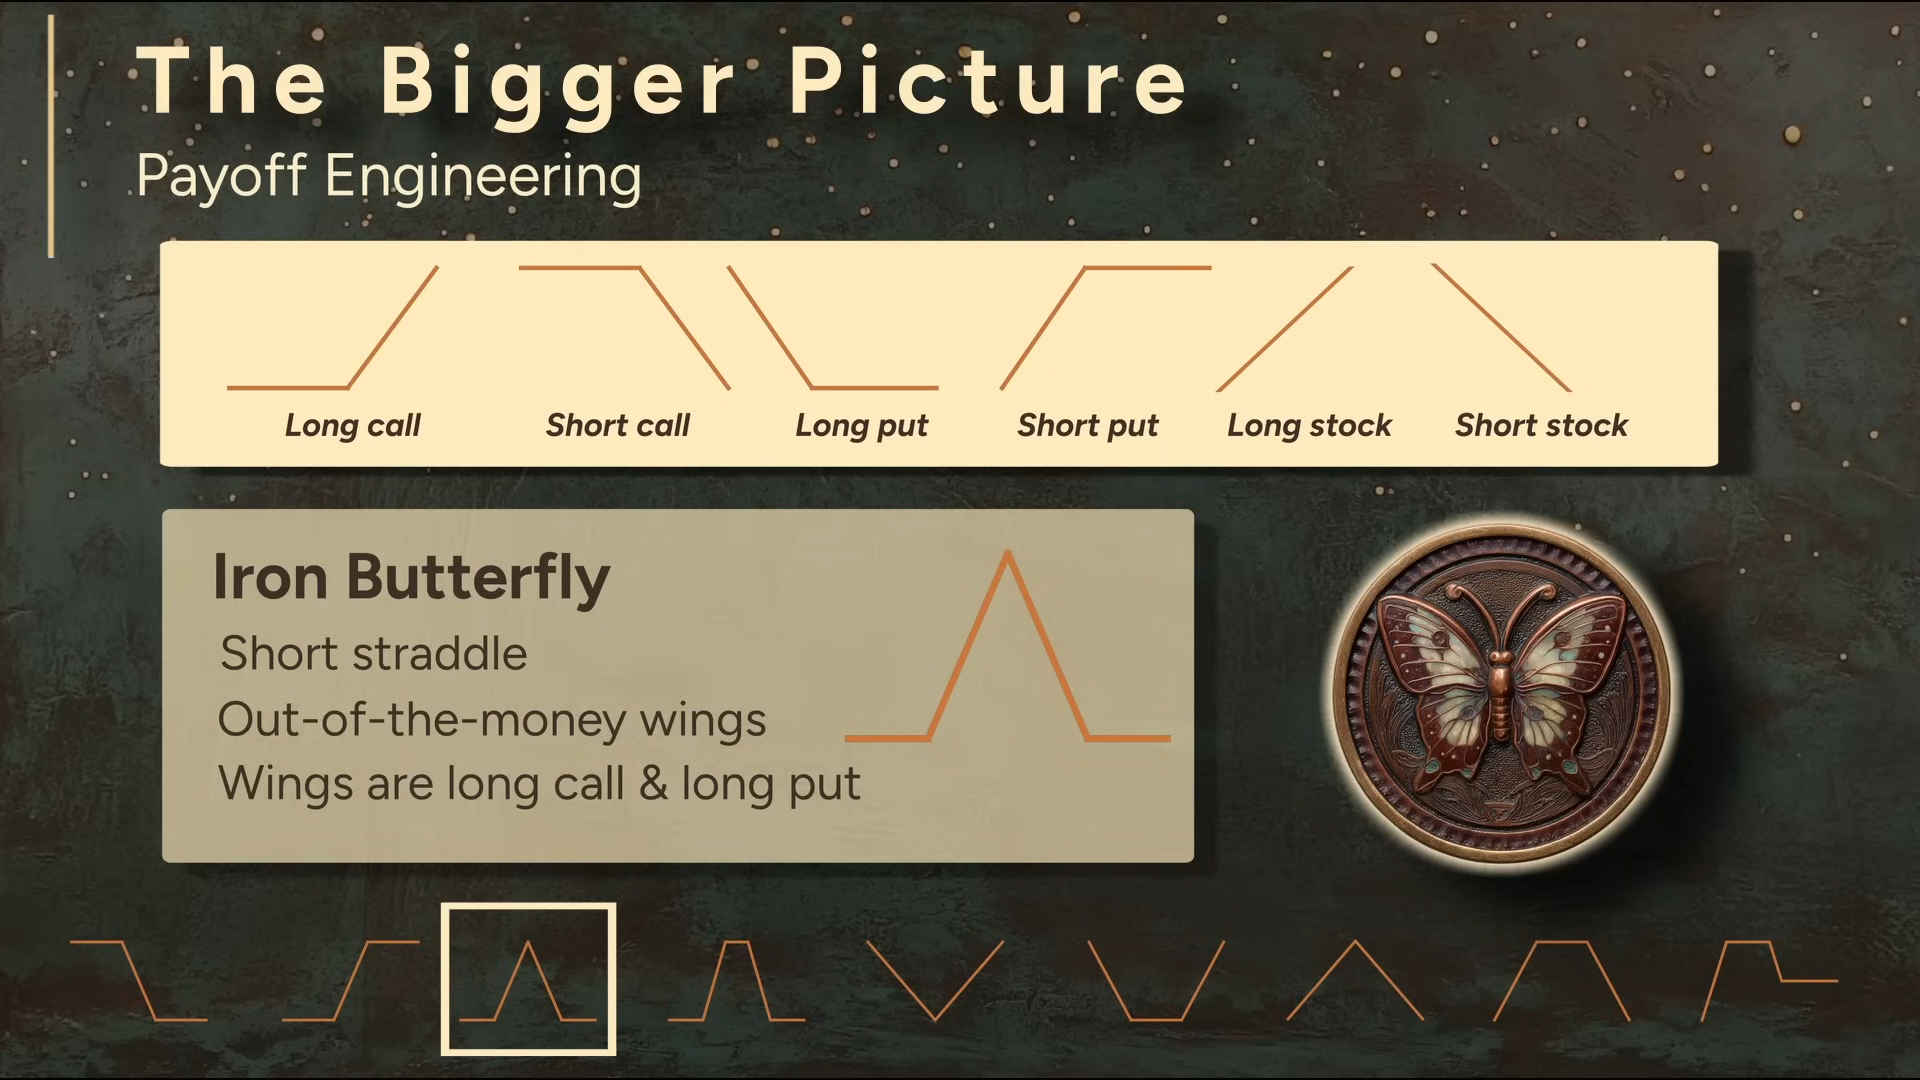 The Bigger Picture
Payoff Engineering
Long call
Short call
Long put
Short put
Long stock
Short stock
Iron Butterfly
Short straddle
Out-of-the-money wings
Wings are long call & long put